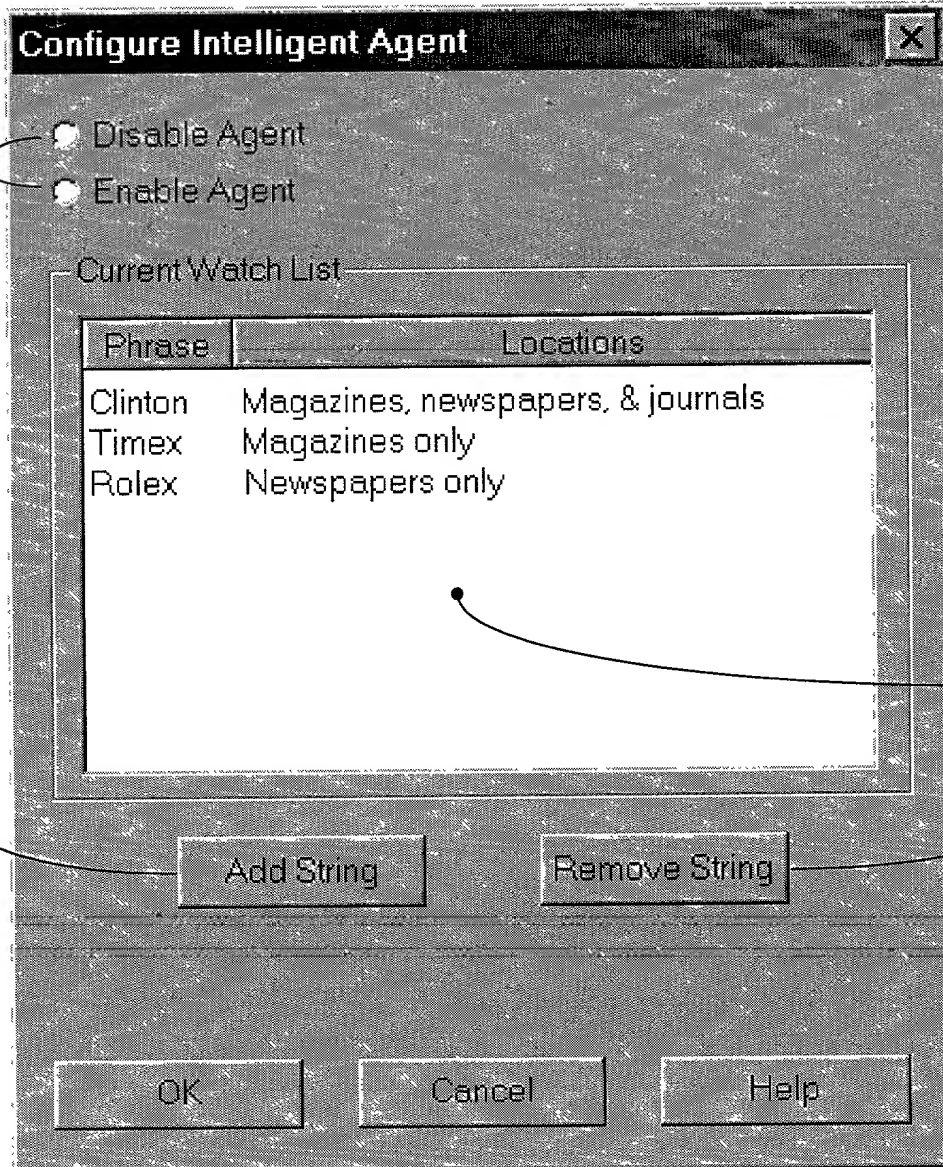 Configure Intelligent Agent
Disable Agent
Enable Agent
Current Watch List
Phrase Locations
Clinton Magazines, newspapers, & journals
Timex Magazines only
Rolex Newspapers only
Add String Remove String
OK Cancel Help